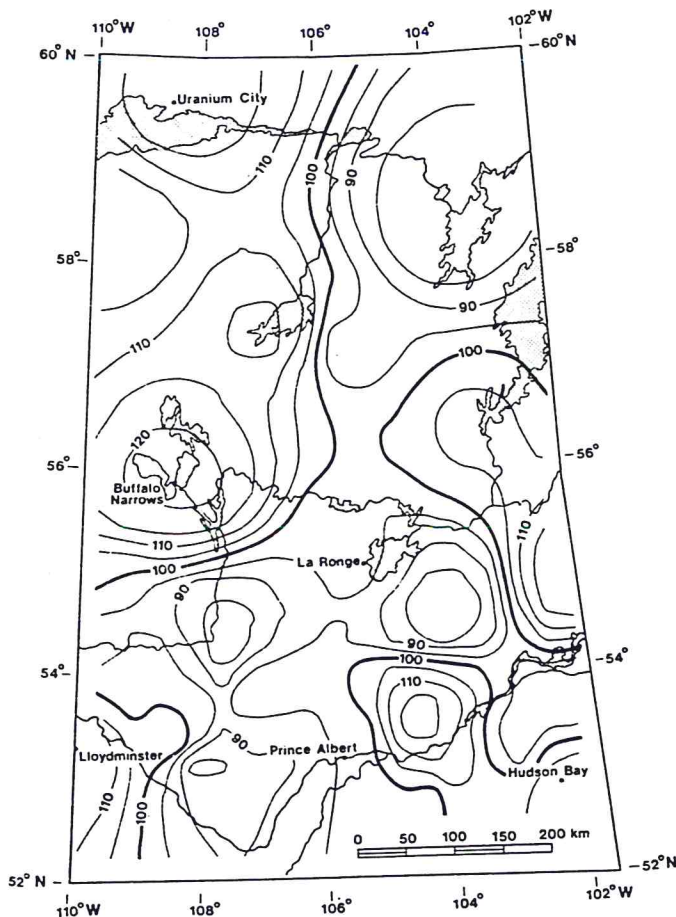 110°W 108° 106° 104° 102°W
60°N 60°N
Uranium City
110
100
90
58° 58°
90
110
100
120
56° 56°
Buffalo
Narrows
110
110
100
La Ronge
90
90
54° 54°
100
110
90
Lloydminster
Prince Albert
Hudson Bay
110
100
0 50 100 150 200 km
52°N 52°N
110°W 108° 106° 104° 102°W